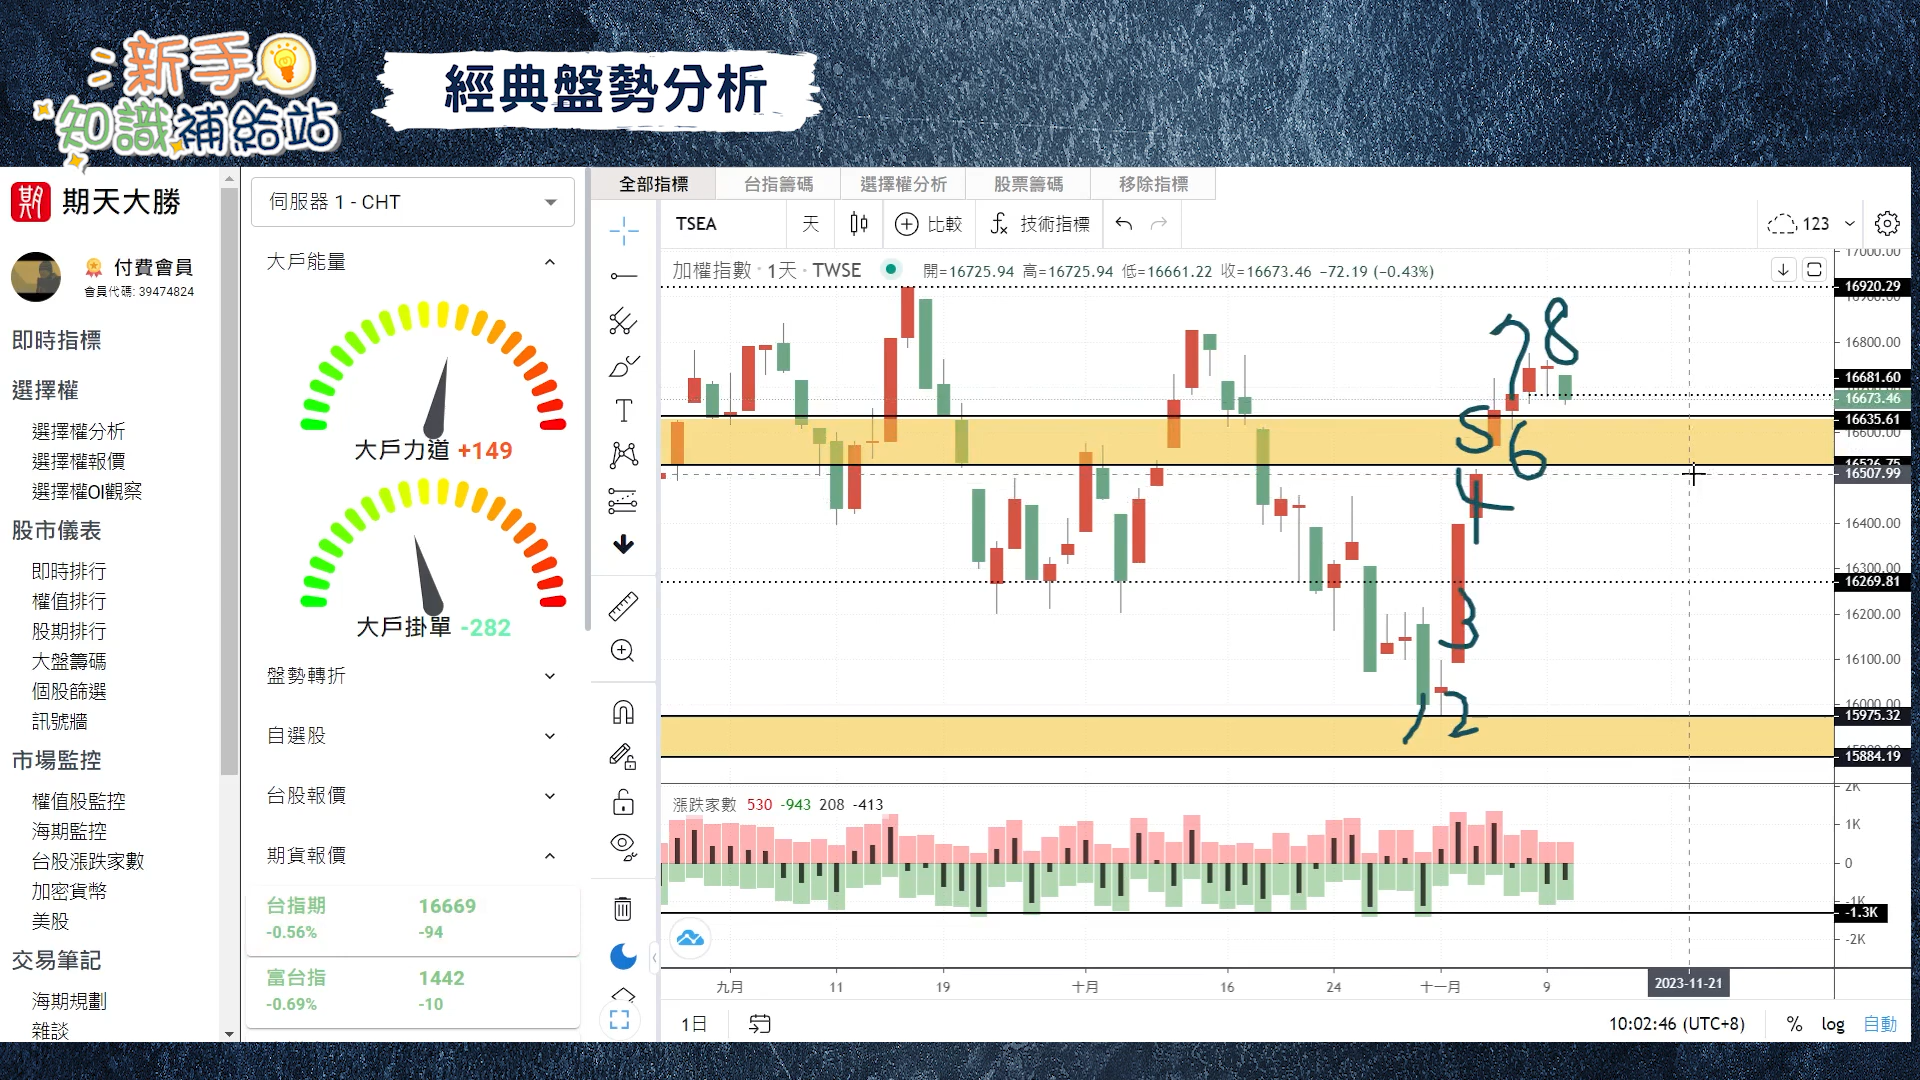 新手
知識補給站
經典盤勢分析
期 期天大勝
付費會員
會員代碼: 39474824
即時指標
選擇權
選擇權分析
選擇權報價
選擇權OI觀察
股市儀表
即時排行
權值排行
股期排行
大盤籌碼
個股篩選
訊號牆
市場監控
權值股監控
海期監控
台股漲跌家數
加密貨幣
美股
交易筆記
海期規劃
雜談
伺服器 1 - CHT
大戶能量
大戶力道 +149
大戶掛單 -282
盤勢轉折
自選股
台股報價
期貨報價
台指期 16669
-0.56% -94
富台指 1442
-0.69% -10
全部指標 台指籌碼 選擇權分析 股票籌碼 移除指標
TSEA 天 比較 技術指標 123
加權指數 · 1天 · TWSE 開=16725.94 高=16725.94 低=16661.22 收=16673.46 −72.19 (−0.43%)
17000.00
16920.29
16800.00
16681.60
16673.46
16635.61
16600.00
16526.75
16507.99
16400.00
16300.00
16269.81
16200.00
16100.00
16000.00
15975.32
15884.19
7 8
5 6
4
3
1 2
漲跌家數 530 -943 208 -413
2K
1K
0
-1K
-1.3K
-2K
九月 11 19 十月 16 24 十一月 9 2023-11-21
1日 10:02:46 (UTC+8) % log 自動